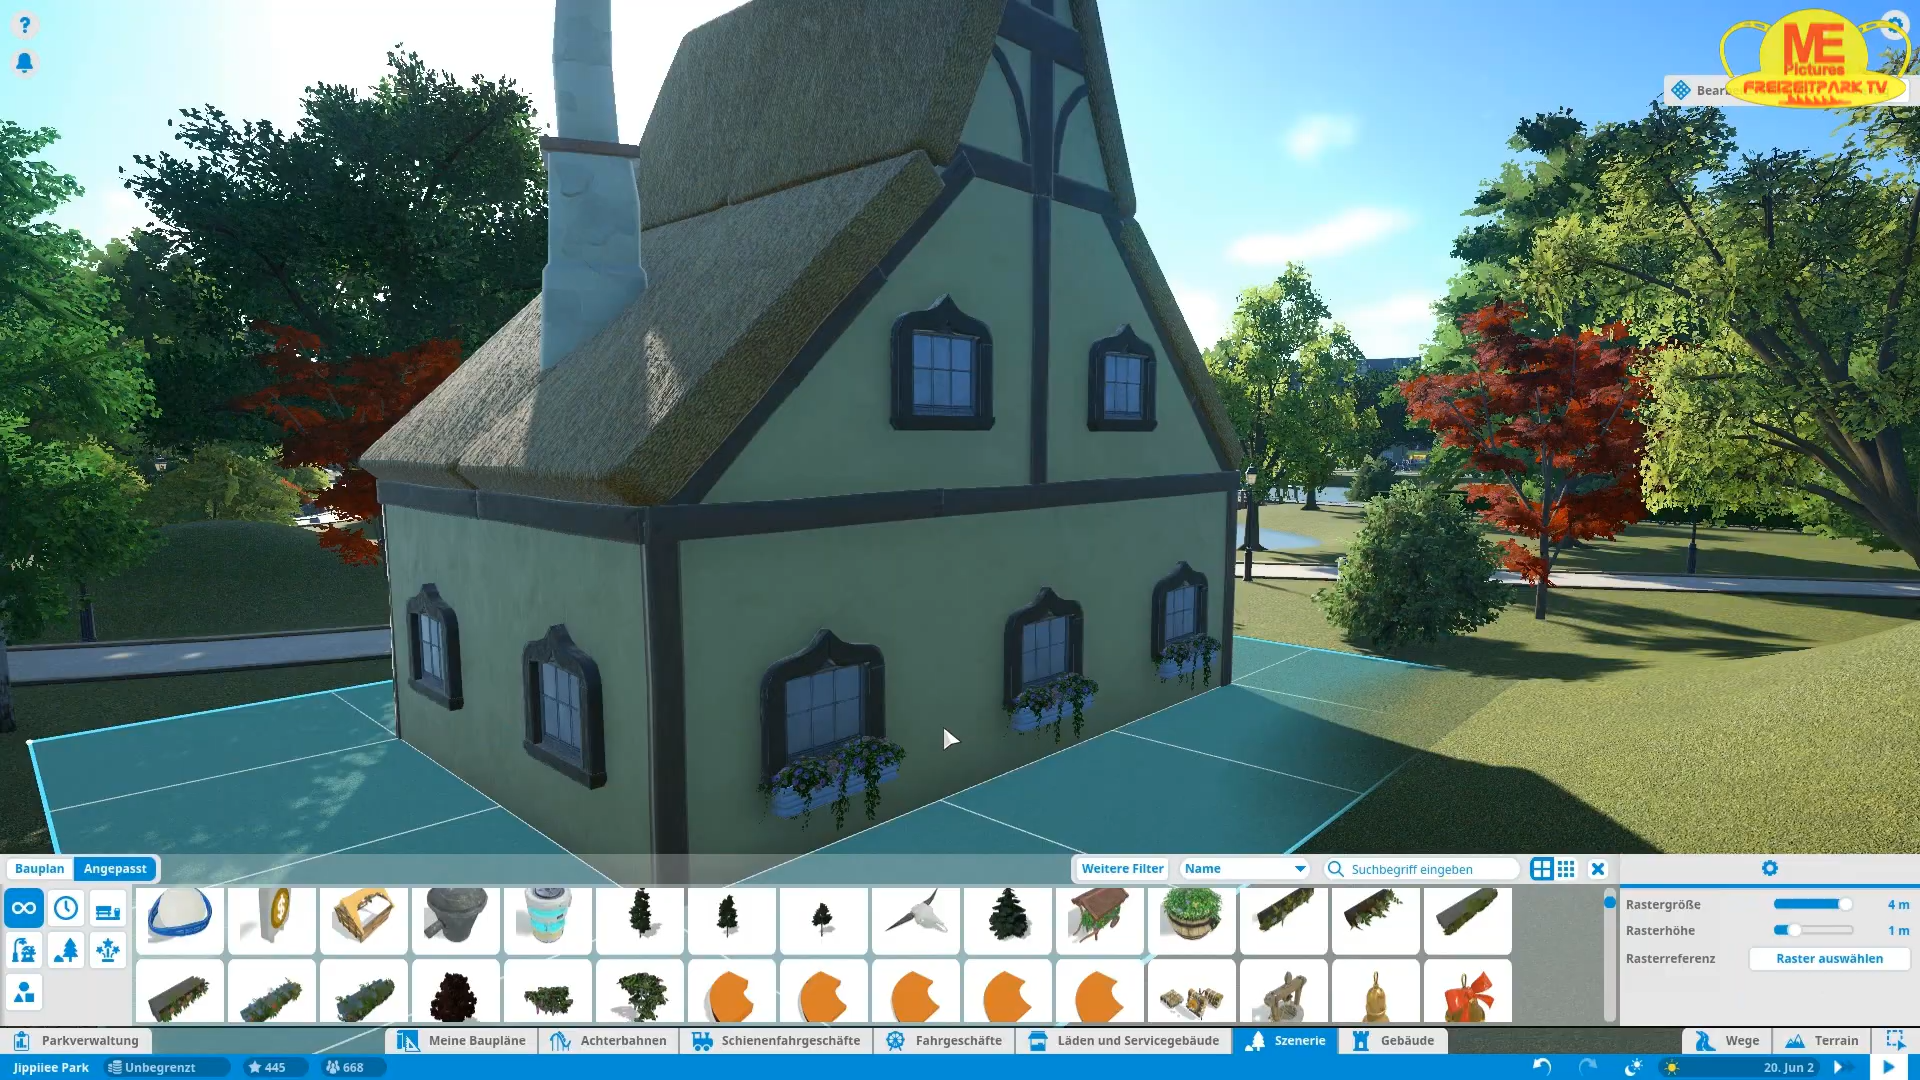 ?
ME
Pictures
FREIZEITPARK TV
Bear
Bauplan
Angepasst
Weitere Filter
Name
Suchbegriff eingeben
Rastergröße
4 m
Rasterhöhe
1 m
Rasterreferenz
Raster auswählen
Parkverwaltung
Meine Baupläne
Achterbahnen
Schienenfahrgeschäfte
Fahrgeschäfte
Läden und Servicegebäude
Szenerie
Gebäude
Wege
Terrain
Jippiiee Park
Unbegrenzt
445
668
20. Jun 2